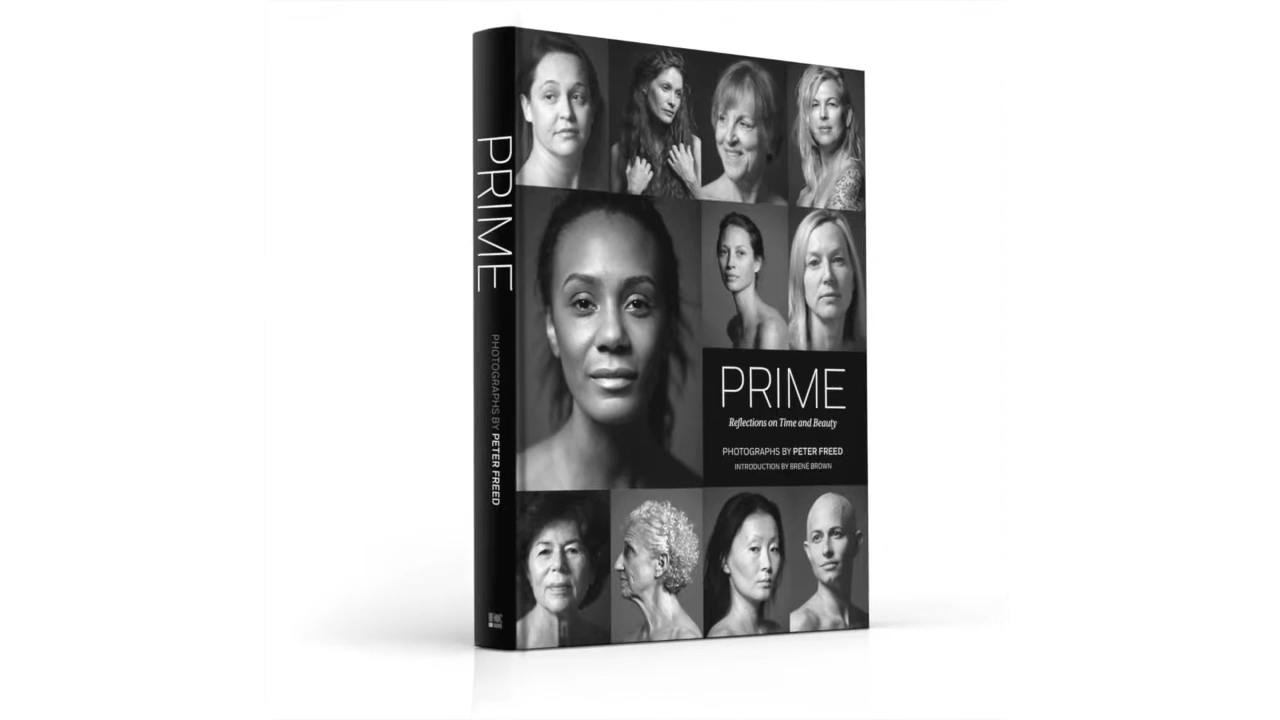 PRIME
PHOTOGRAPHS BY PETER FREED
PRIME
Reflections on Time and Beauty
PHOTOGRAPHS BY PETER FREED
INTRODUCTION BY BRENÉ BROWN